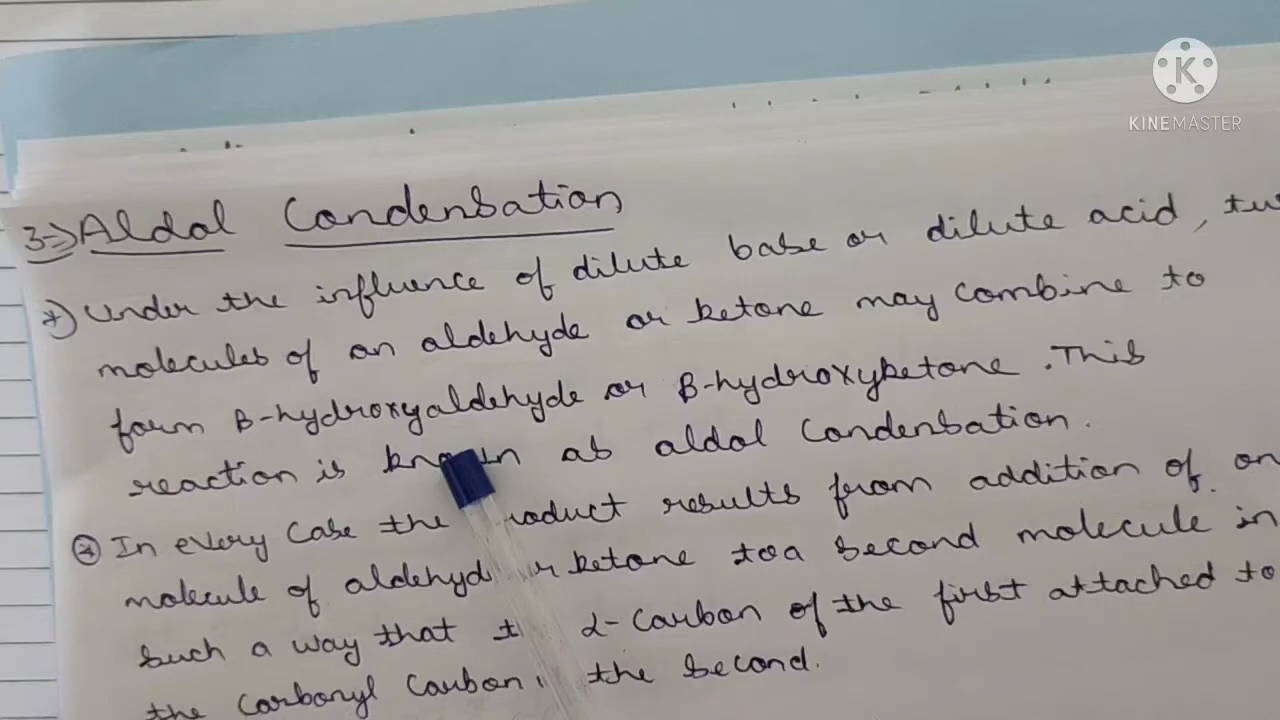 K
KINEMASTER
3⇒ Aldol Condensation
*) Under the influence of dilute base or dilute acid,
molecules of an aldehyde or ketone may combine to
form β-hydroxyaldehyde or β-hydroxyketone. This
reaction is known as aldol Condensation.
* In every case the product results from addition of
molecule of aldehyde or ketone to a second molecule in
such a way that α-carbon of the first attached to
the carbonyl carbon the second.